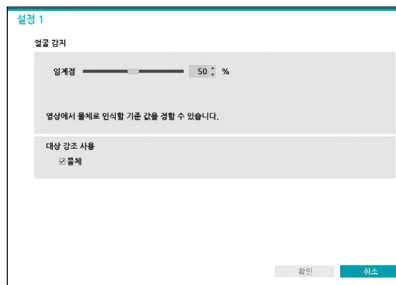 설정 1
얼굴 감지
임계점 50 %
영상에서 물체로 인식할 기준 값을 정할 수 있습니다.
대상 강조 사용
물체
확인 취소